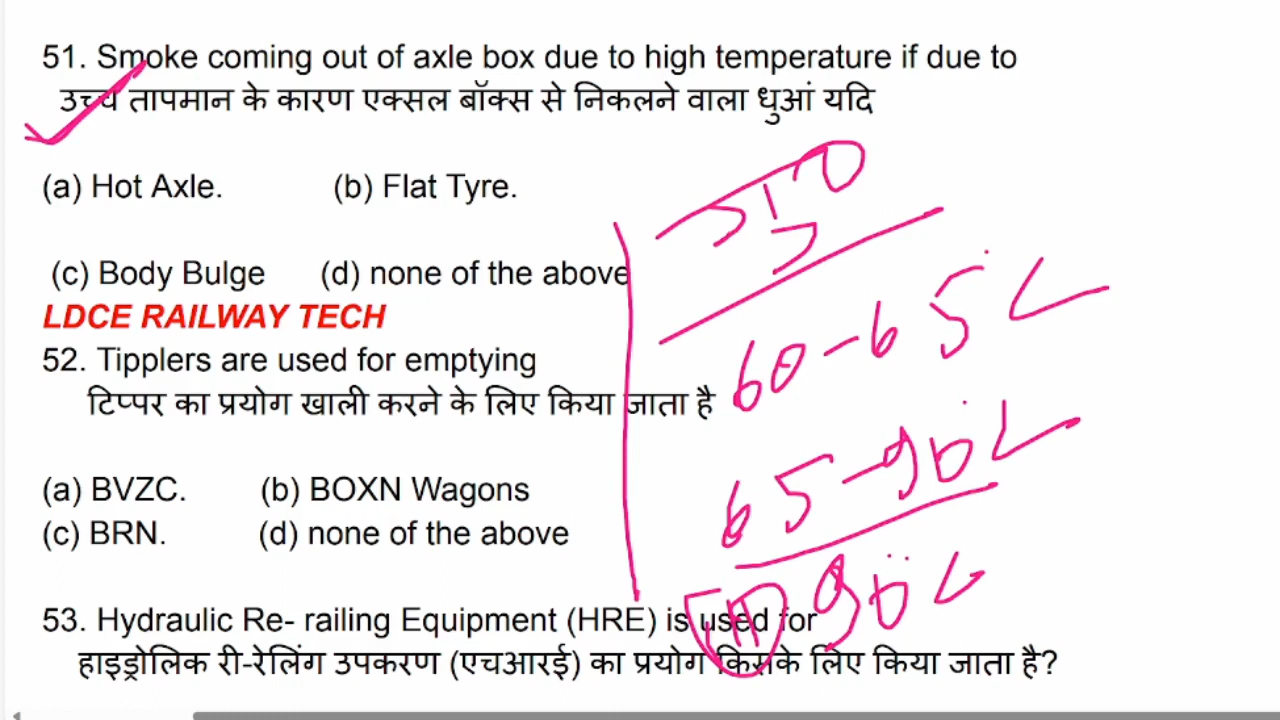 51. Smoke coming out of axle box due to high temperature if due to
उच्च तापमान के कारण एक्सल बॉक्स से निकलने वाला धुआं यदि
(a) Hot Axle. (b) Flat Tyre.
(c) Body Bulge (d) none of the above
LDCE RAILWAY TECH
52. Tipplers are used for emptying
टिप्पर का प्रयोग खाली करने के लिए किया जाता है
(a) BVZC. (b) BOXN Wagons
(c) BRN. (d) none of the above
53. Hydraulic Re- railing Equipment (HRE) is used for
हाइड्रोलिक री-रेलिंग उपकरण (एचआरई) का प्रयोग किसके लिए किया जाता है?
60-65°C
65-90°C
90°C